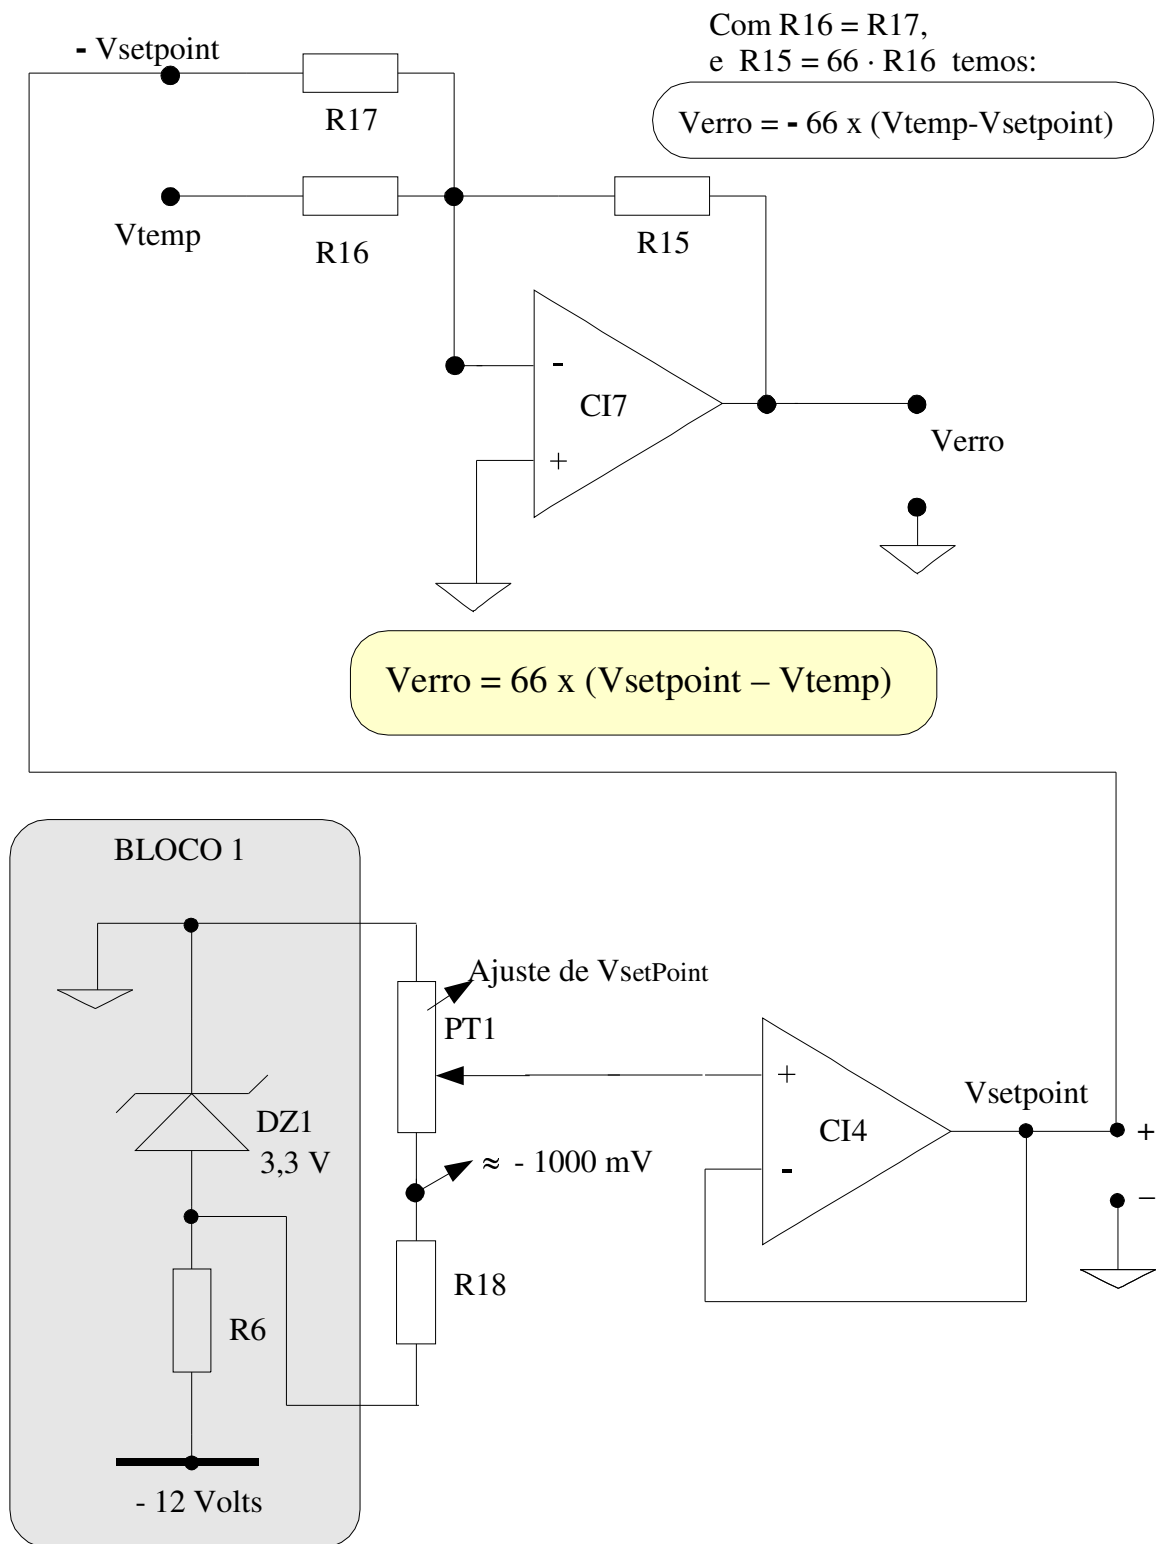 Com R16 = R17,
e R15 = 66 · R16 temos:
Verro = - 66 x (Vtemp-Vsetpoint)
- Vsetpoint
R17
Vtemp
R16
R15
-
CI7
+
Verro
Verro = 66 x (Vsetpoint – Vtemp)
BLOCO 1
Ajuste de VsetPoint
PT1
+
Vsetpoint
DZ1
3,3 V
CI4
+
≈ - 1000 mV
-
–
R18
R6
- 12 Volts